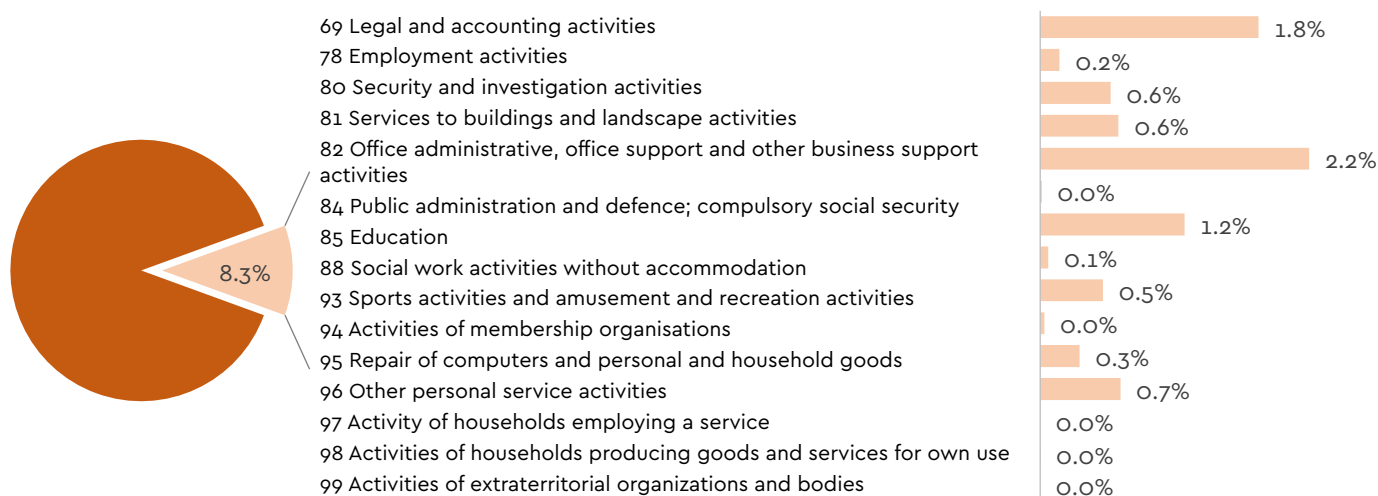 69 Legal and accounting activities
1.8%
78 Employment activities
0.2%
80 Security and investigation activities
0.6%
81 Services to buildings and landscape activities
0.6%
82 Office administrative, office support and other business support
activities
2.2%
84 Public administration and defence; compulsory social security
0.0%
85 Education
1.2%
88 Social work activities without accommodation
0.1%
93 Sports activities and amusement and recreation activities
0.5%
94 Activities of membership organisations
0.0%
95 Repair of computers and personal and household goods
0.3%
96 Other personal service activities
0.7%
97 Activity of households employing a service
0.0%
98 Activities of households producing goods and services for own use
0.0%
99 Activities of extraterritorial organizations and bodies
0.0%
8.3%